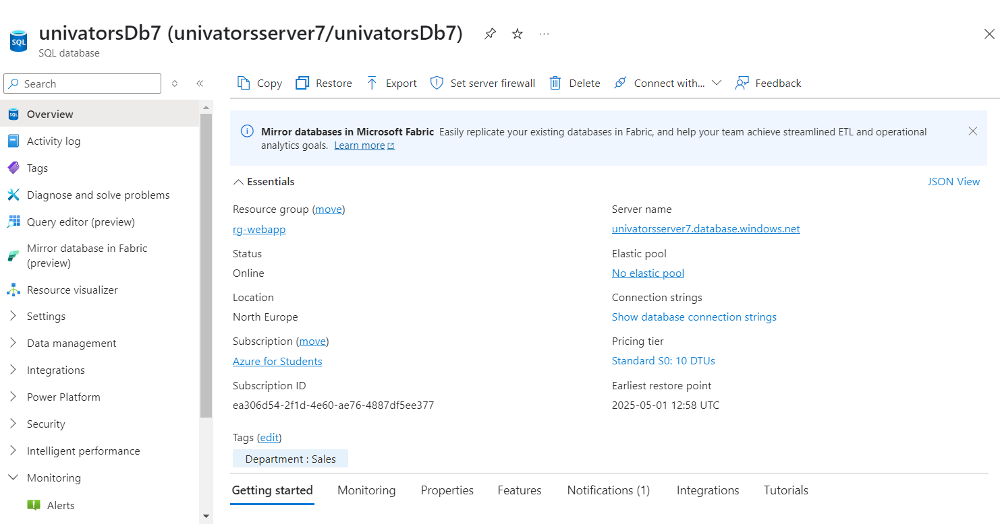 univatorsDb7 (univatorsserver7/univatorsDb7)
SQL
SQL database
Search
Overview
Activity log
Tags
Diagnose and solve problems
Query editor (preview)
Mirror database in Fabric
(preview)
Resource visualizer
Settings
Data management
Integrations
Power Platform
Security
Intelligent performance
Monitoring
Alerts
Copy Restore Export Set server firewall Delete Connect with... Feedback
Mirror databases in Microsoft Fabric Easily replicate your existing databases in Fabric, and help your team achieve streamlined ETL and operational
analytics goals. Learn more
Essentials
JSON View
Resource group (move)
rg-webapp
Status
Online
Location
North Europe
Subscription (move)
Azure for Students
Subscription ID
ea306d54-2f1d-4e60-ae76-4887df5ee377
Server name
univatorsserver7.database.windows.net
Elastic pool
No elastic pool
Connection strings
Show database connection strings
Pricing tier
Standard S0: 10 DTUs
Earliest restore point
2025-05-01 12:58 UTC
Tags (edit)
Department : Sales
Getting started Monitoring Properties Features Notifications (1) Integrations Tutorials